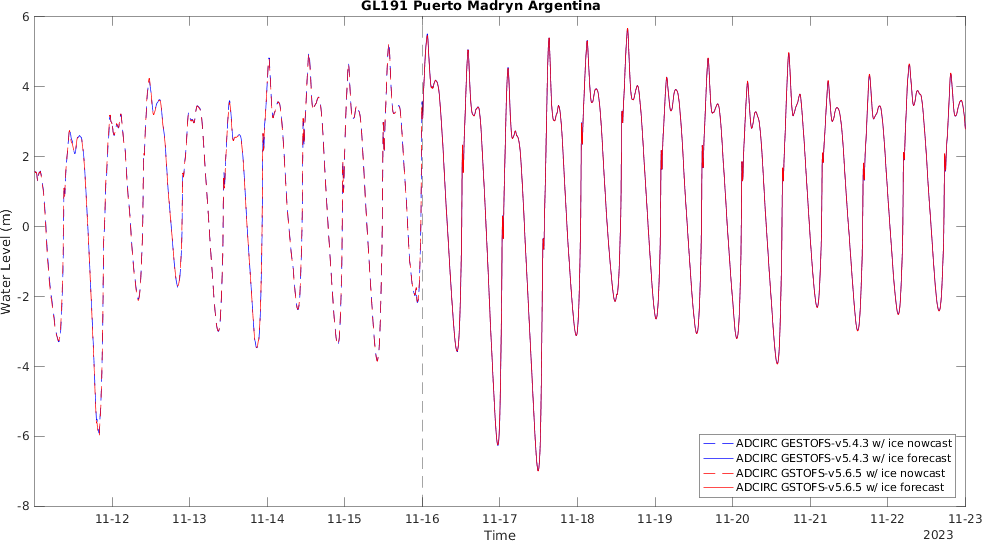 GL191 Puerto Madryn Argentina
6
4
2
0
-2
-4
-6
-8
Water Level (m)
ADCIRC GESTOFS-v5.4.3 w/ ice nowcast
ADCIRC GESTOFS-v5.4.3 w/ ice forecast
ADCIRC GSTOFS-v5.6.5 w/ ice nowcast
ADCIRC GSTOFS-v5.6.5 w/ ice forecast
11-12 11-13 11-14 11-15 11-16 11-17 11-18 11-19 11-20 11-21 11-22 11-23
Time
2023